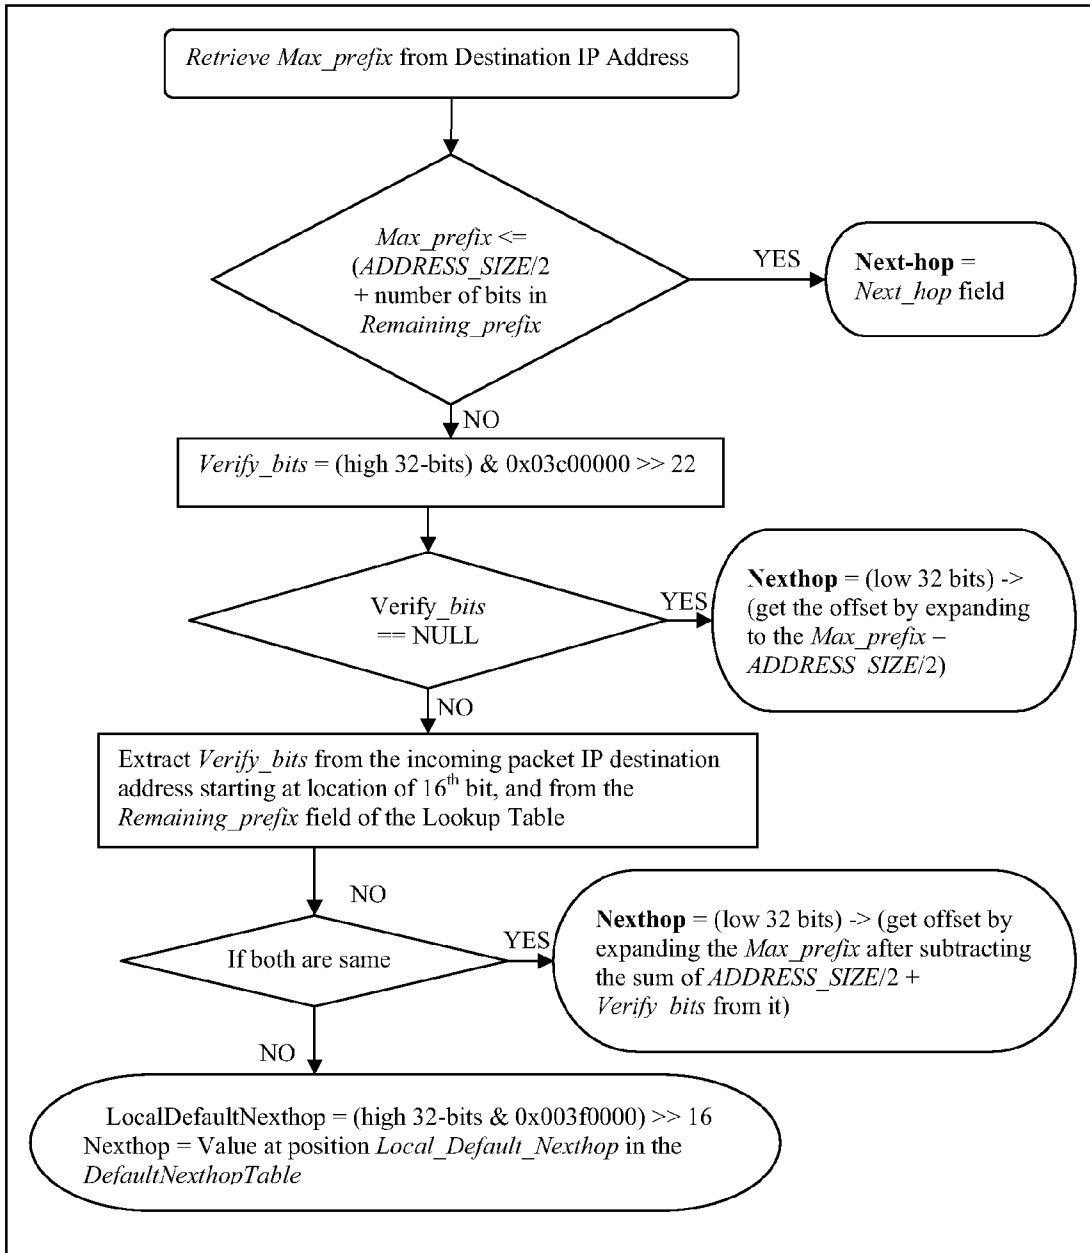 Retrieve Max_prefix from Destination IP Address
Max_prefix <=
(ADDRESS_SIZE/2
+ number of bits in
Remaining_prefix
YES
Next-hop =
Next_hop field
NO
Verify_bits = (high 32-bits) & 0x03c00000 >> 22
Verify_bits
== NULL
YES
Nexthop = (low 32 bits) ->
(get the offset by expanding
to the Max_prefix –
ADDRESS_SIZE/2)
NO
Extract Verify_bits from the incoming packet IP destination
address starting at location of 16th bit, and from the
Remaining_prefix field of the Lookup Table
NO
If both are same
YES
Nexthop = (low 32 bits) -> (get offset by
expanding the Max_prefix after subtracting
the sum of ADDRESS_SIZE/2 +
Verify_bits from it)
NO
LocalDefaultNexthop = (high 32-bits & 0x003f0000) >> 16
Nexthop = Value at position Local_Default_Nexthop in the
DefaultNexthopTable